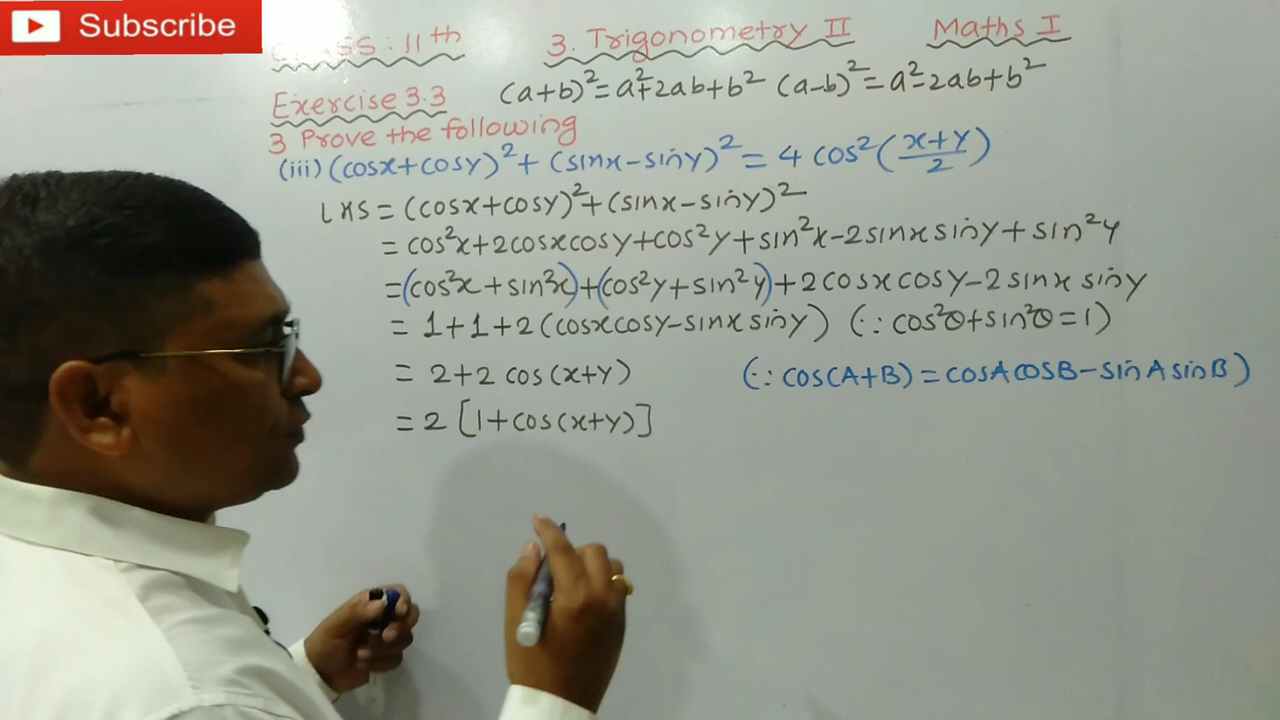 Subscribe
CLASS: 11th 3. Trigonometry II Maths I
Exercise 3.3 (a+b)²=a²+2ab+b² (a-b)²=a²-2ab+b²
3 Prove the following
(iii) (cosx+cosy)²+(sinx-siny)²=4 cos²(x+y/2)
LHS=(cosx+cosy)²+(sinx-siny)²
=cos²x+2cosxcosy+cos²y+sin²x-2sinxsiny+sin²y
=(cos²x+sin²x)+(cos²y+sin²y)+2cosxcosy-2sinxsiny
=1+1+2(cosxcosy-sinxsiny) (∵cos²θ+sin²θ=1)
=2+2cos(x+y) (∵cos(A+B)=cosAcosB-sinAsinB)
=2[1+cos(x+y)]